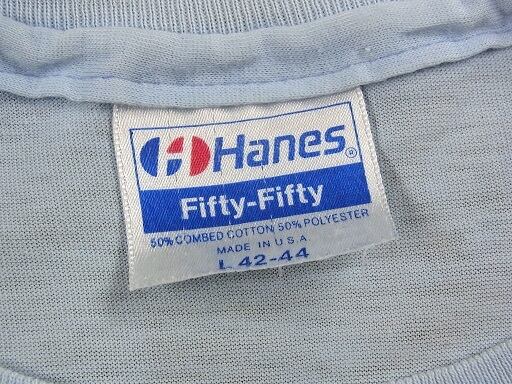 Hanes®
Fifty-Fifty
50% COMBED COTTON 50% POLYESTER
MADE IN U.S.A
L 42-44